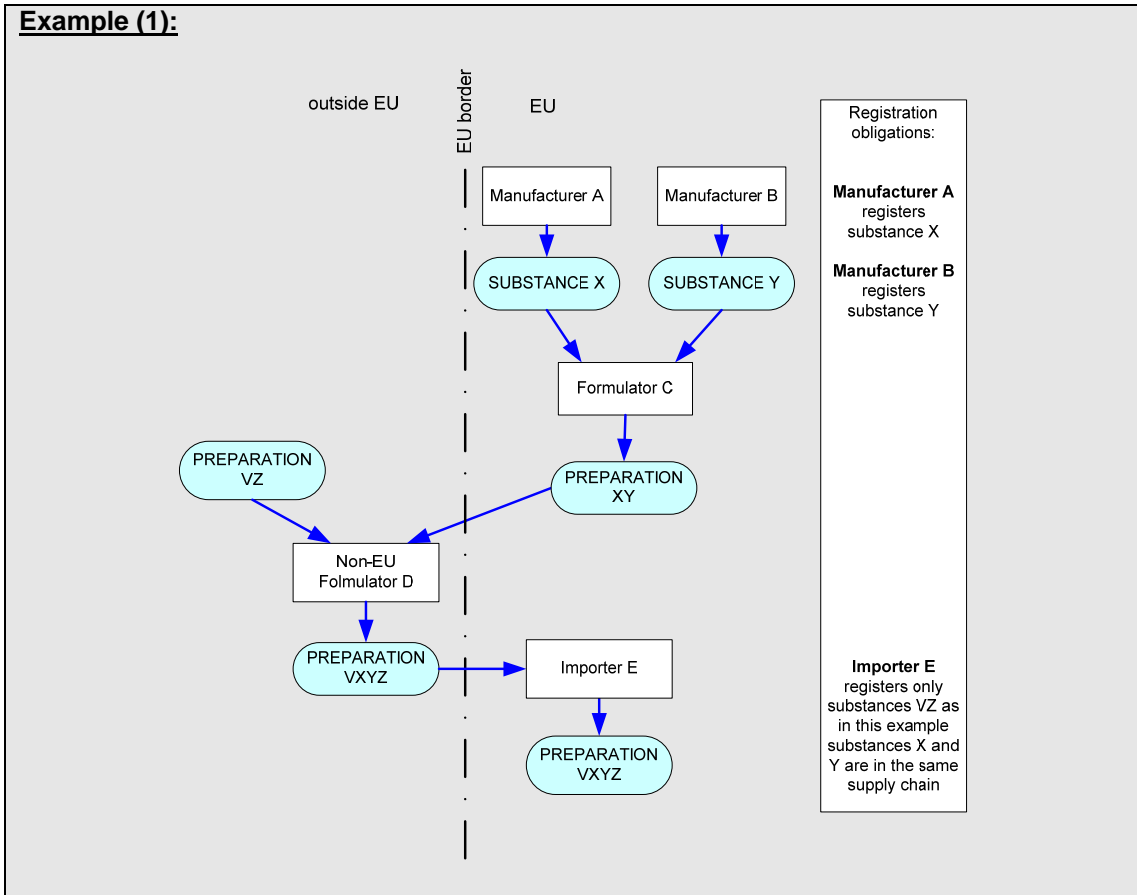 Example (1):
outside EU
EU border
EU
Manufacturer A
Manufacturer B
SUBSTANCE X
SUBSTANCE Y
Formulator C
PREPARATION
VZ
PREPARATION
XY
Non-EU
Folmulator D
PREPARATION
VXYZ
Importer E
PREPARATION
VXYZ
Registration
obligations:
Manufacturer A
registers
substance X
Manufacturer B
registers
substance Y
Importer E
registers only
substances VZ as
in this example
substances X and
Y are in the same
supply chain